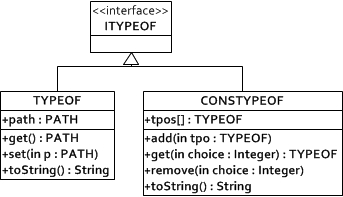 <<interface>>
ITYPEOF
TYPEOF
+path : PATH
+get() : PATH
+set(in p : PATH)
+toString() : String
CONSTYPEOF
+tpos[] : TYPEOF
+add(in tpo : TYPEOF)
+get(in choice : Integer) : TYPEOF
+remove(in choice : Integer)
+toString() : String